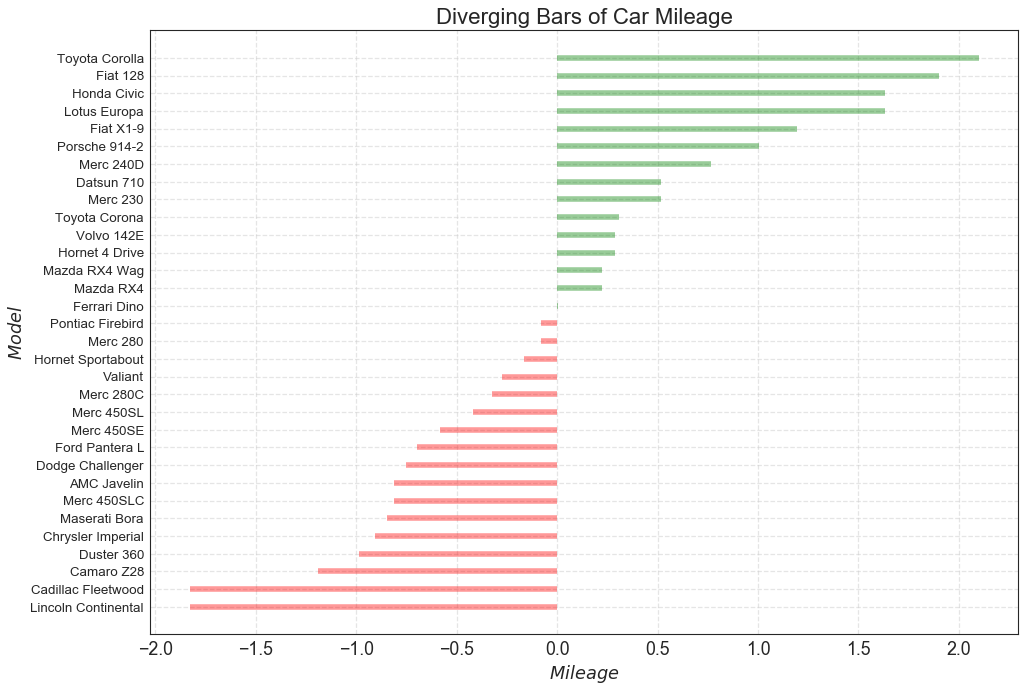 Diverging Bars of Car Mileage
Model
Toyota Corolla
Fiat 128
Honda Civic
Lotus Europa
Fiat X1-9
Porsche 914-2
Merc 240D
Datsun 710
Merc 230
Toyota Corona
Volvo 142E
Hornet 4 Drive
Mazda RX4 Wag
Mazda RX4
Ferrari Dino
Pontiac Firebird
Merc 280
Hornet Sportabout
Valiant
Merc 280C
Merc 450SL
Merc 450SE
Ford Pantera L
Dodge Challenger
AMC Javelin
Merc 450SLC
Maserati Bora
Chrysler Imperial
Duster 360
Camaro Z28
Cadillac Fleetwood
Lincoln Continental
−2.0 −1.5 −1.0 −0.5 0.0 0.5 1.0 1.5 2.0
Mileage